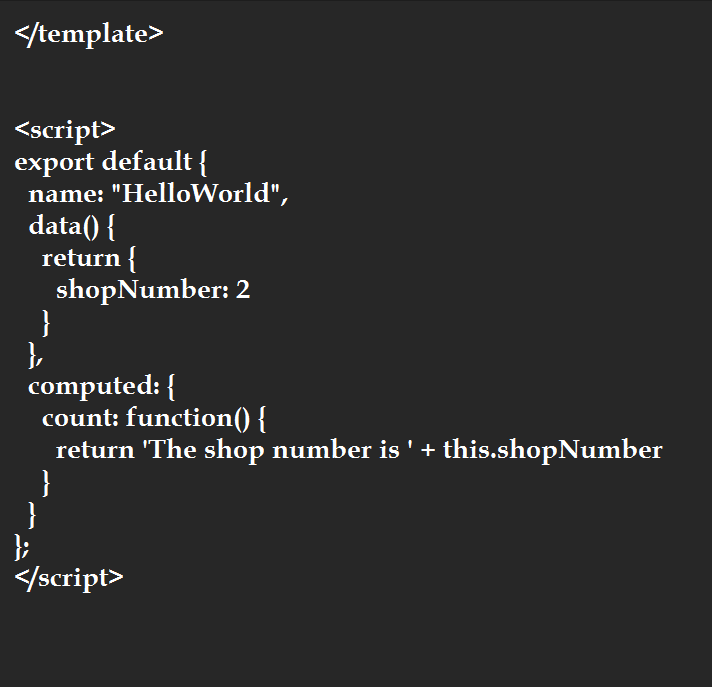 </template>
<script>
export default {
  name: "HelloWorld",
  data() {
    return {
      shopNumber: 2
    }
  },
  computed: {
    count: function() {
      return 'The shop number is ' + this.shopNumber
    }
  }
};
</script>